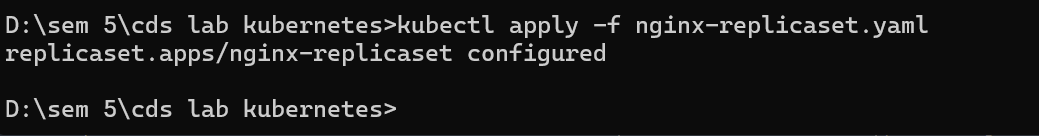 D:\sem 5\cds lab kubernetes>kubectl apply -f nginx-replicaset.yaml
replicaset.apps/nginx-replicaset configured
D:\sem 5\cds lab kubernetes>